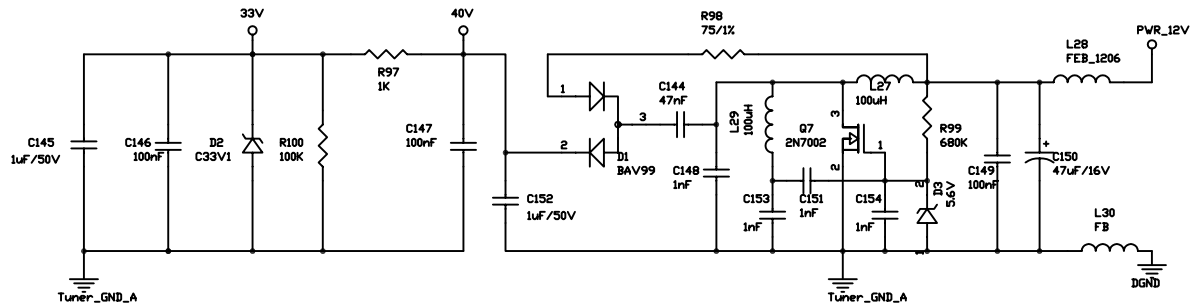 33V
40V
R98
75/1%
PWR_12V
L28
FEB_1206
R97
1K
1
C144
47nF
3
L27
100uH
L29
100uH
3
Q7
2N7002
1
2
R99
680K
C145
1uF/50V
C146
100nF
D2
C33V1
R100
100K
C147
100nF
2
D1
BAV99
C148
1nF
C149
100nF
+
C150
47uF/16V
C152
1uF/50V
C153
1nF
C151
1nF
C154
1nF
2
D3
5.6V
1
L30
FB
Tuner_GND_A
Tuner_GND_A
DGND